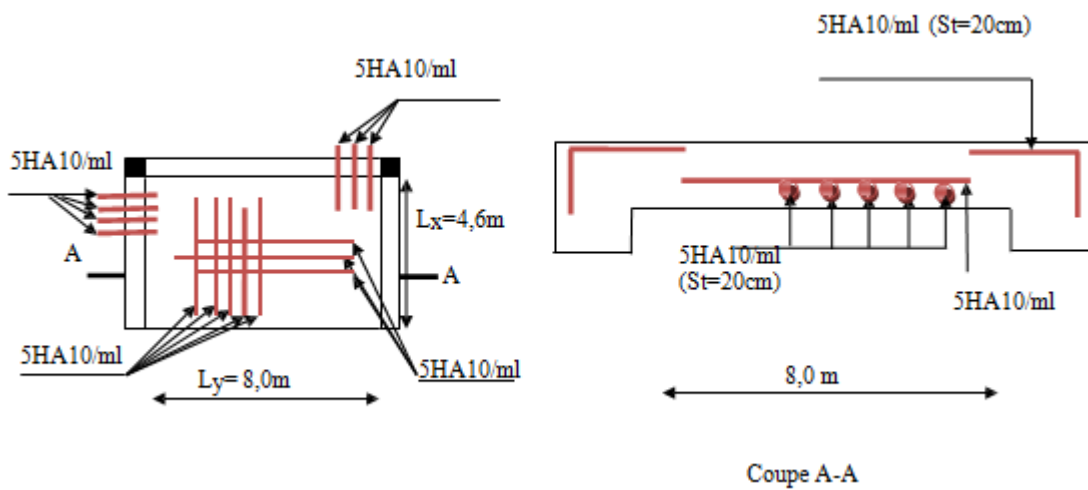 5HA10/ml
5HA10/ml
Lx=4,6m
A
A
5HA10/ml
5HA10/ml
Ly= 8,0m
5HA10/ml (St=20cm)
5HA10/ml
(St=20cm)
5HA10/ml
8,0 m
Coupe A-A